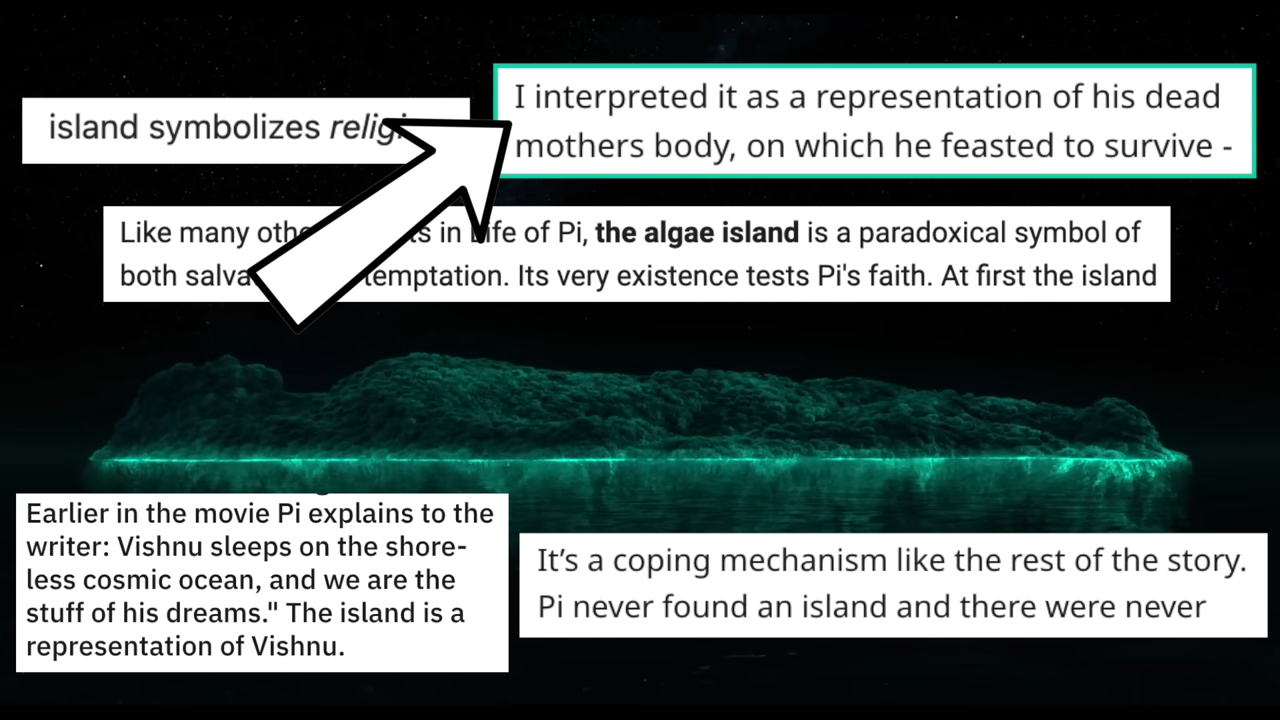 island symbolizes
I interpreted it as a representation of his dead
mothers body, on which he feasted to survive -
Like many in Life of Pi, the algae island is a paradoxical symbol of
both temptation. Its very existence tests Pi's faith. At first the island
Earlier in the movie Pi explains to the
writer: Vishnu sleeps on the shore-
less cosmic ocean, and we are the
stuff of his dreams." The island is a
representation of Vishnu.
It’s a coping mechanism like the rest of the story.
Pi never found an island and there were never